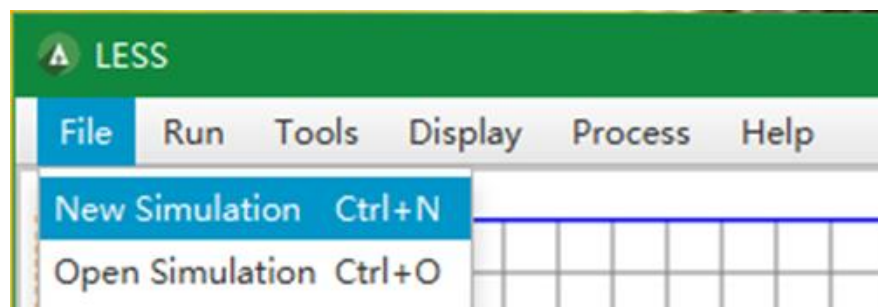 LESS
File Run Tools Display Process Help
New Simulation Ctrl+N
Open Simulation Ctrl+O